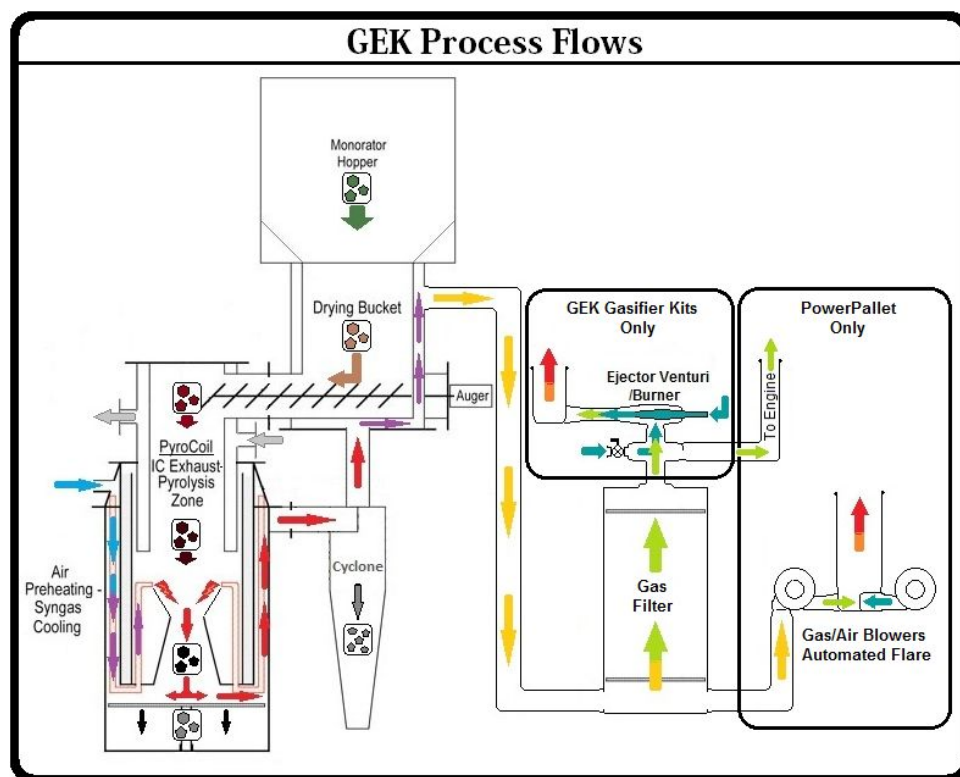 GEK Process Flows
Monorator
Hopper
Drying Bucket
Auger
PyroCoil
IC Exhaust-
Pyrolysis
Zone
Air
Preheating -
Syngas
Cooling
Cyclone
GEK Gasifier Kits
Only
Ejector Venturi
/Burner
To Engine
Gas
Filter
PowerPallet
Only
Gas/Air Blowers
Automated Flare